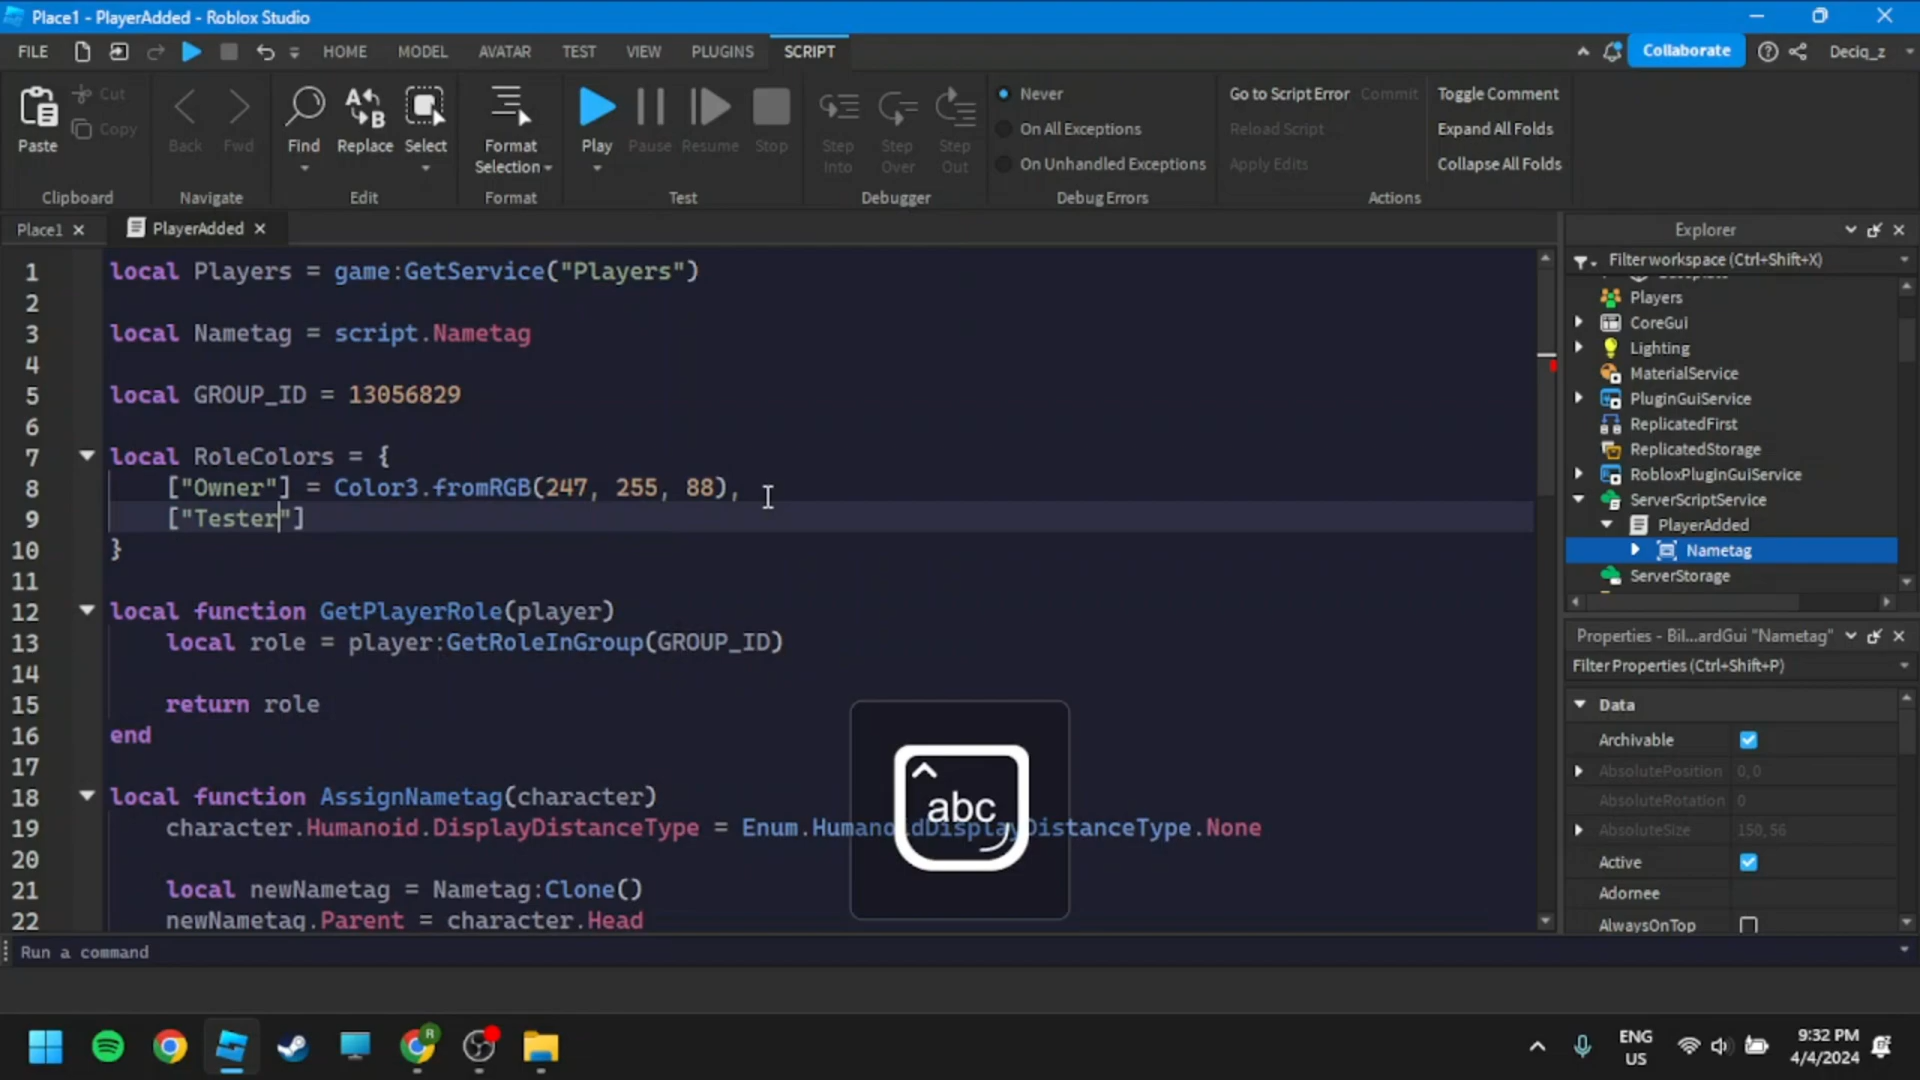 Place1 - PlayerAdded - Roblox Studio
FILE HOME MODEL AVATAR TEST VIEW PLUGINS SCRIPT Collaborate Deciq_z
Paste Cut Copy
Clipboard
Back Fwd
Navigate
Find Replace Select
Edit
Format Selection
Format
Play Pause Resume Stop
Test
Step Into Step Over Step Out
Debugger
Never
On All Exceptions
On Unhandled Exceptions
Debug Errors
Go to Script Error Commit Toggle Comment
Reload Script Expand All Folds
Apply Edits Collapse All Folds
Actions
Place1 PlayerAdded
1 local Players = game:GetService("Players")
2
3 local Nametag = script.Nametag
4
5 local GROUP_ID = 13056829
6
7 local RoleColors = {
8 ["Owner"] = Color3.fromRGB(247, 255, 88),
9 ["Tester"]
10 }
11
12 local function GetPlayerRole(player)
13 local role = player:GetRoleInGroup(GROUP_ID)
14
15 return role
16 end
17
18 local function AssignNametag(character)
19 character.Humanoid.DisplayDistanceType = Enum.HumanoidDisplayDistanceType.None
20
21 local newNametag = Nametag:Clone()
22 newNametag.Parent = character.Head
abc
Run a command
Explorer
Filter workspace (Ctrl+Shift+X)
Players
CoreGui
Lighting
MaterialService
PluginGuiService
ReplicatedFirst
ReplicatedStorage
RobloxPluginGuiService
ServerScriptService
PlayerAdded
Nametag
ServerStorage
Properties - Bil...ardGui "Nametag"
Filter Properties (Ctrl+Shift+P)
Data
Archivable
AbsolutePosition 0, 0
AbsoluteRotation 0
AbsoluteSize 150, 56
Active
Adornee
AlwaysOnTop
R
ENG
US
9:32 PM
4/4/2024